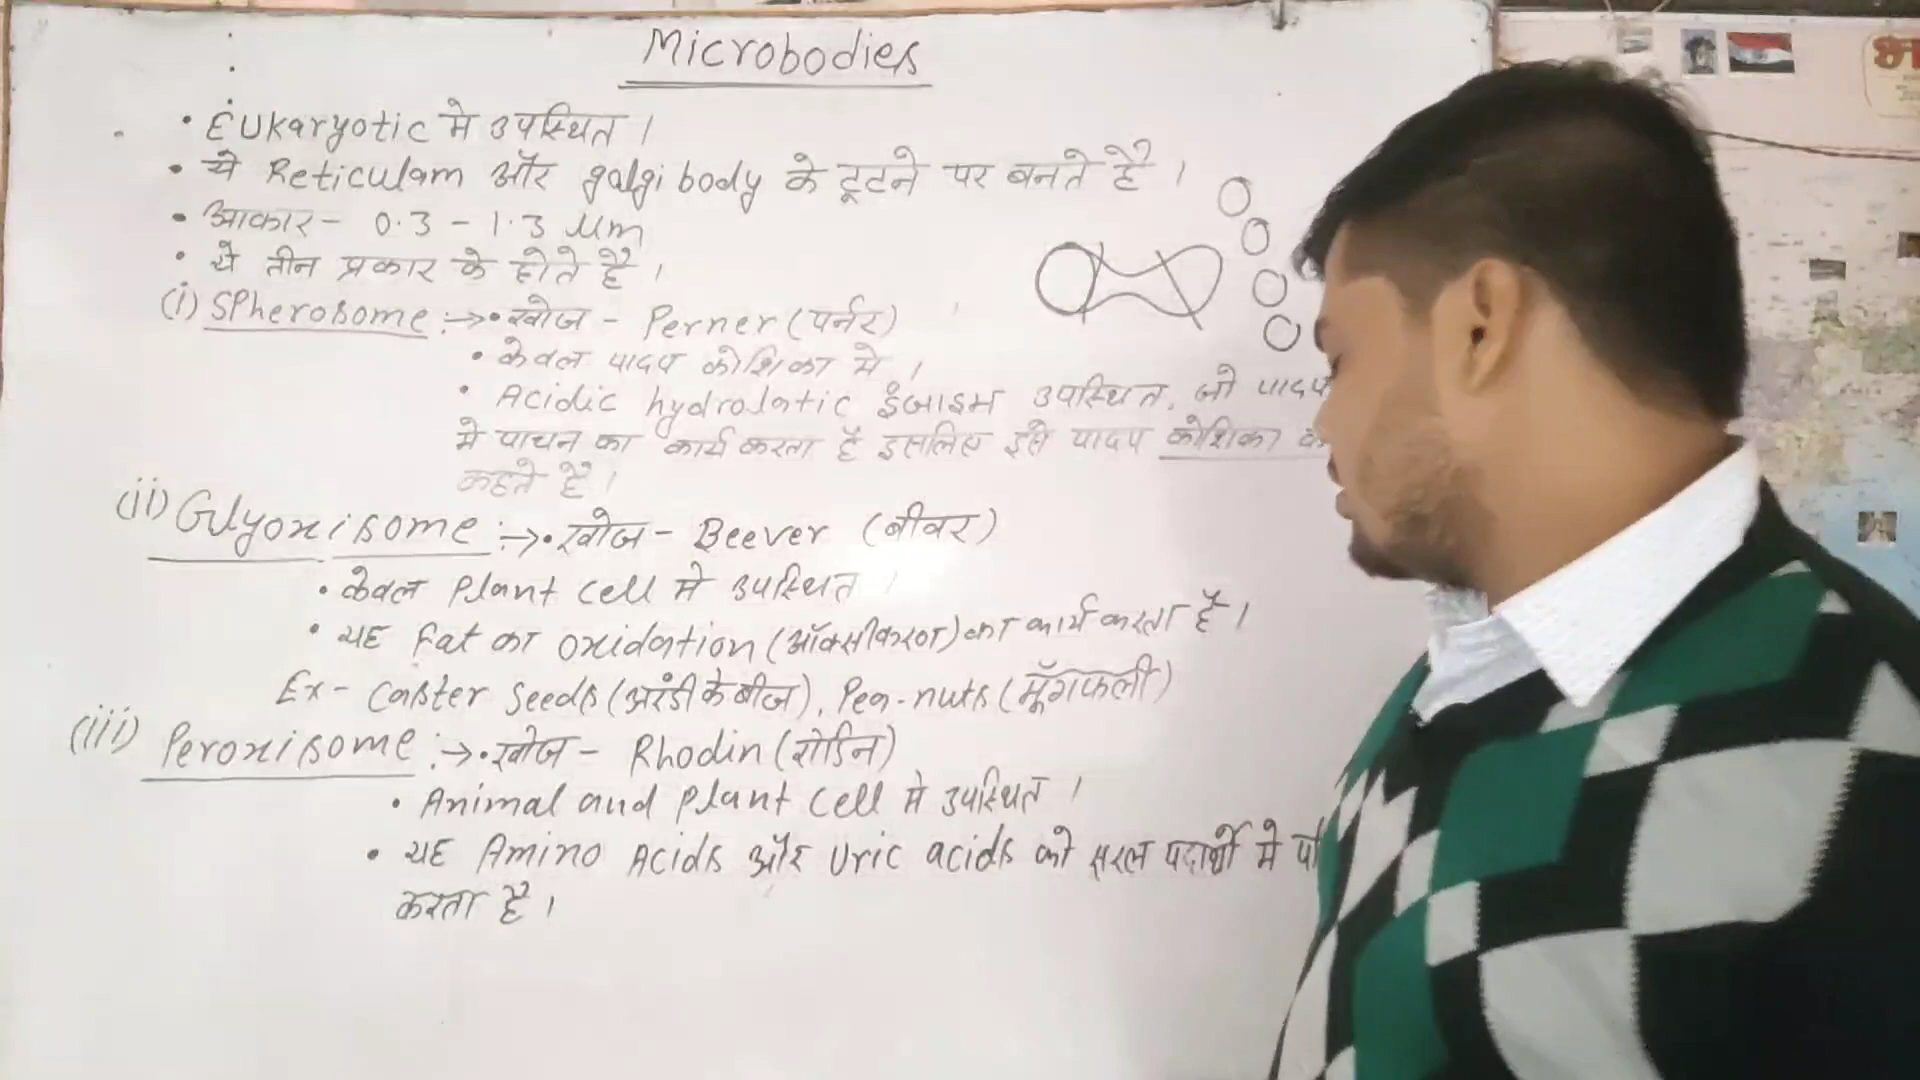 Microbodies
• Eukaryotic मे उपस्थित ।
• ये Reticulam और galgi body के टूटने पर बनते है ।
• आकार - 0.3 - 1.3 Mm
• ये तीन प्रकार के होते है ।
(i) Spherosome :→ • खोज - Perner (पर्नर)
• केवल पादप कोशिका मे ।
• Acidic hydrolatic इंजाइम उपस्थित, जो पादप
मे पाचन का कार्य करता है इसलिए इसे पादप कोशिका
कहते है ।
(ii) Glyoxisome :→ • खोज - Beever (बीवर)
• केवल Plant cell मे उपस्थित ।
• यह Fat का oxidation (ऑक्सीकरण) का कार्य करता है ।
Ex - Caster Seeds (अरंडी के बीज), Pea-nuts (मूँगफली)
(iii) Peroxisome :→ • खोज - Rhodin (रोडिन)
• Animal and Plant cell मे उपस्थित ।
• यह Amino Acids और Uric acids को सरल पदार्थो मे
करता है ।